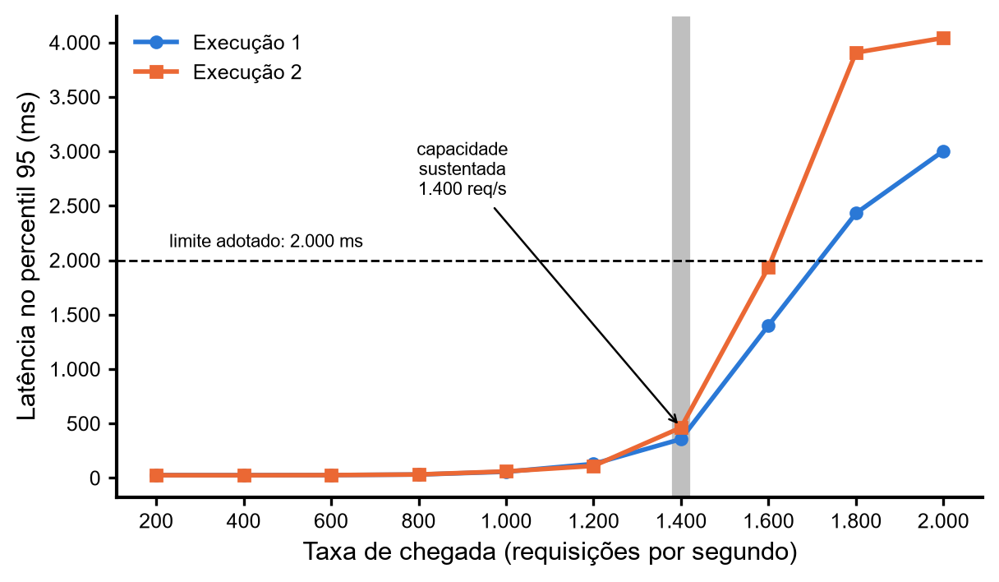 Execução 1
Execução 2
capacidade
sustentada
1.400 req/s
limite adotado: 2.000 ms
Latência no percentil 95 (ms)
4.000
3.500
3.000
2.500
2.000
1.500
1.000
500
0
200 400 600 800 1.000 1.200 1.400 1.600 1.800 2.000
Taxa de chegada (requisições por segundo)